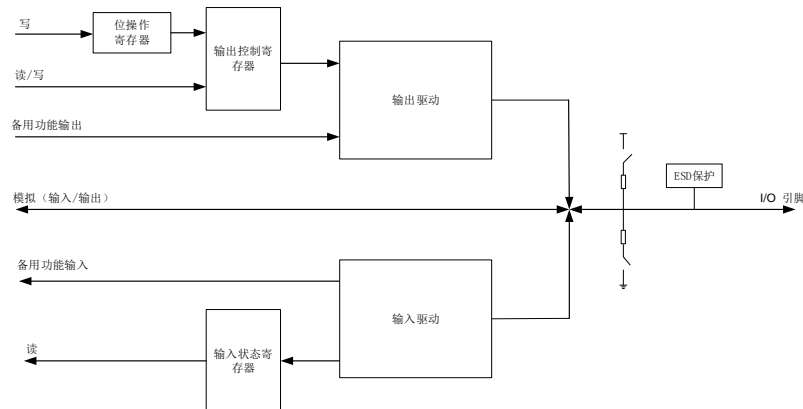 写
位操作
寄存器
输出控制寄
存器
读/写
输出驱动
备用功能输出
ESD保护
模拟（输入/输出）
I/O 引脚
备用功能输入
输入驱动
读
输入状态寄
存器